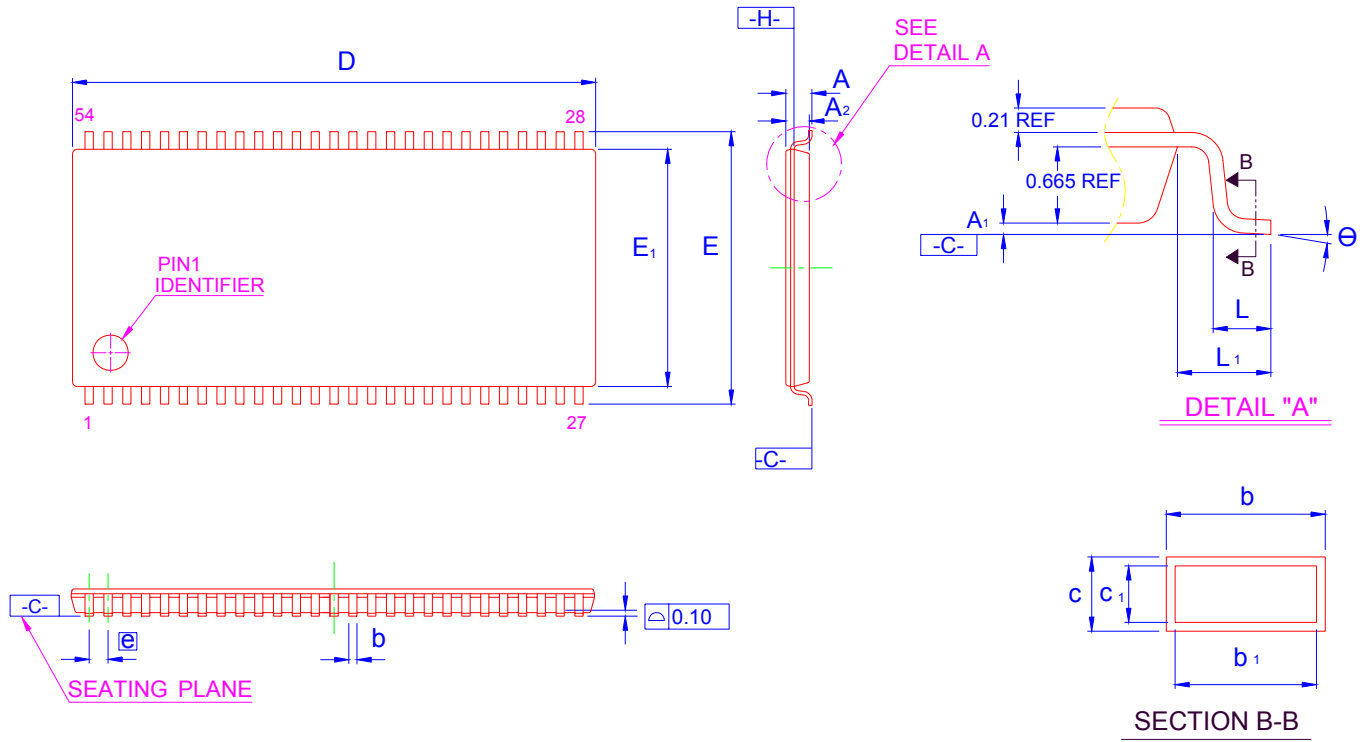 -H-
SEE
DETAIL A
D
A
A2
54
28
0.21 REF
B
0.665 REF
E1
E
A1
-C-
Θ
B
PIN1
IDENTIFIER
L
L1
DETAIL "A"
1
27
-C-
b
-C-
0.10
c
c1
e
b
b1
SEATING PLANE
SECTION B-B